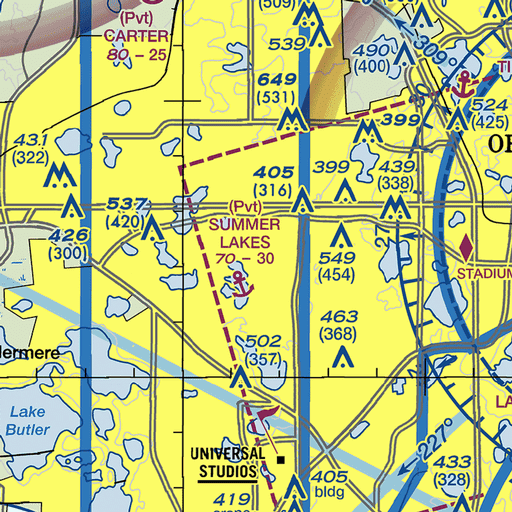 (Pvt)
CARTER
80 – 25
(509)
539
490
(400)
309°
649
(531)
399
524
(425)
431
(322)
405
(316)
399
439
(338)
537
(420)
(Pvt)
SUMMER
LAKES
70 – 30
426
(300)
549
(454)
STADIUM
463
(368)
502
(357)
dermere
Lake
Butler
LA
UNIVERSAL
STUDIOS
227°
405
bldg
433
(328)
419